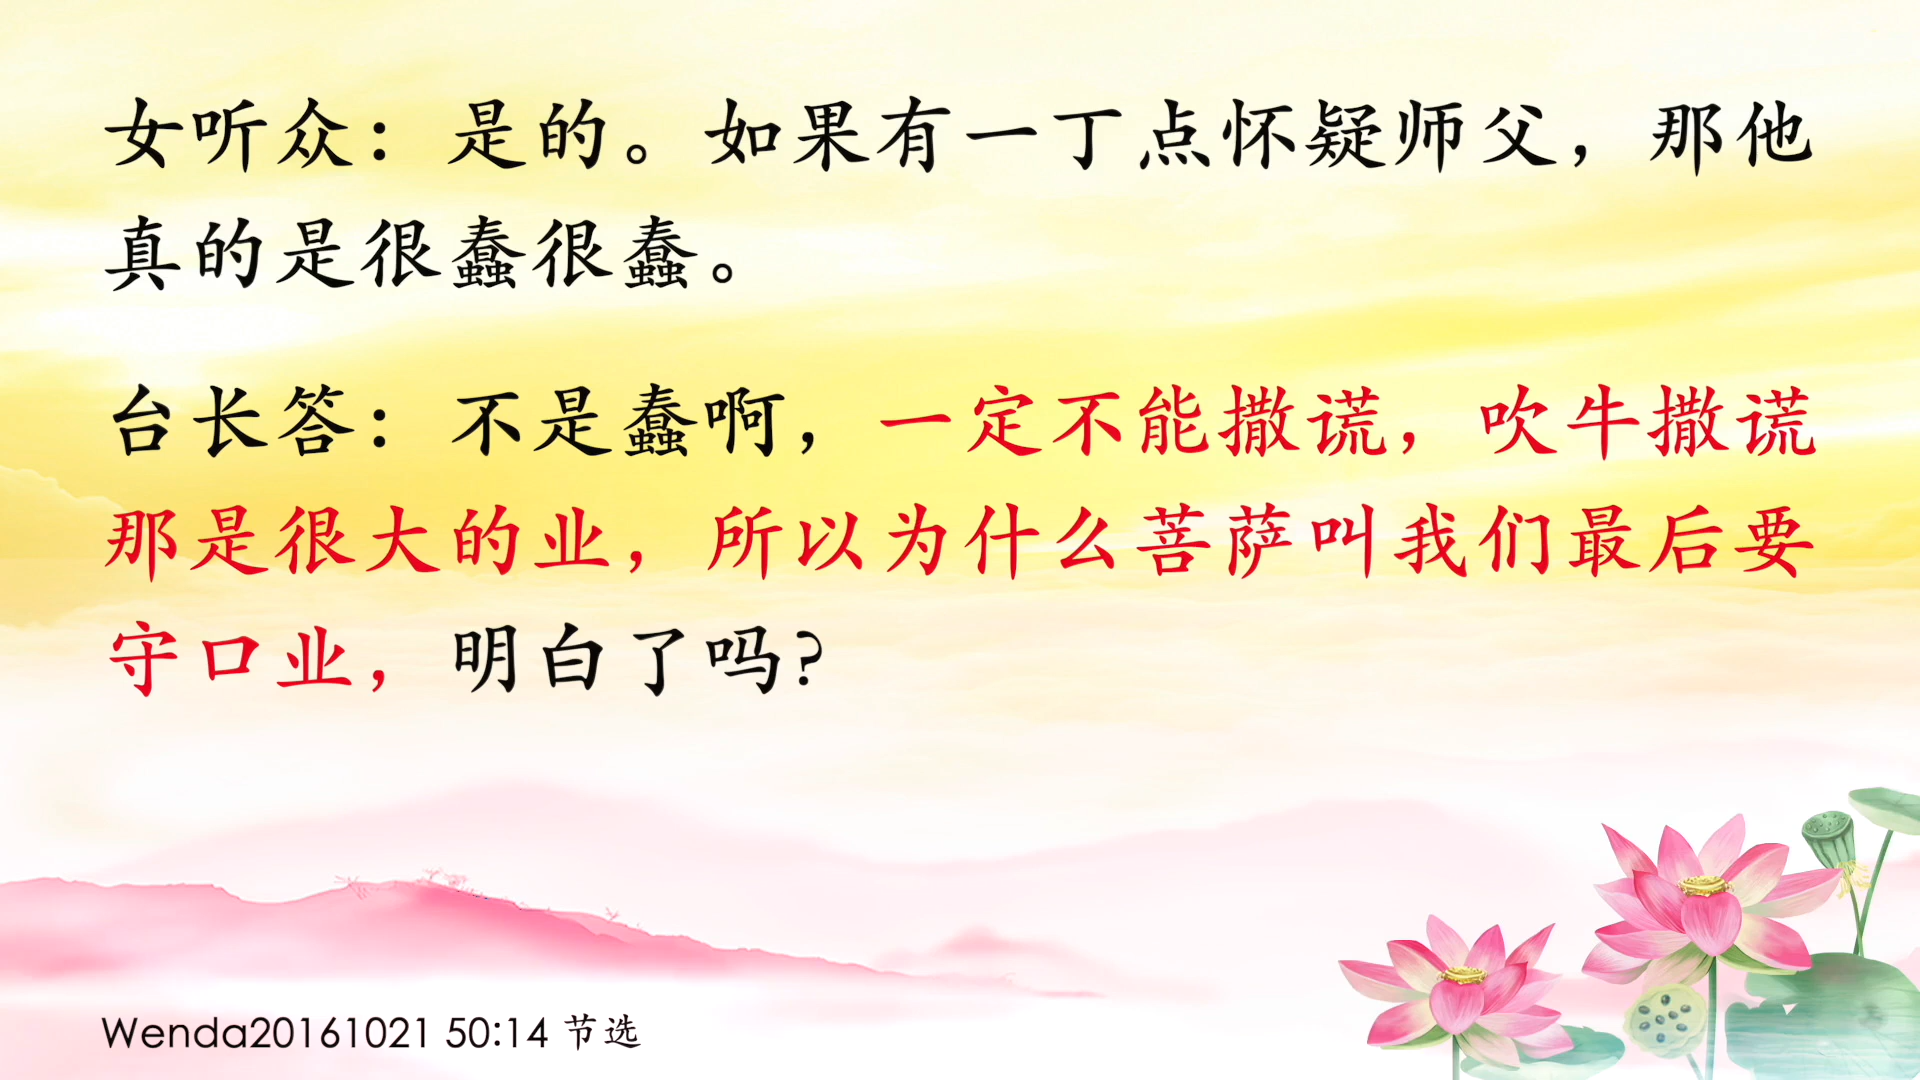 女听众：是的。如果有一丁点怀疑师父，那他
真的是很蠢很蠢。
台长答：不是蠢啊，一定不能撒谎，吹牛撒谎
那是很大的业，所以为什么菩萨叫我们最后要
守口业，明白了吗？
Wenda20161021 50:14 节选